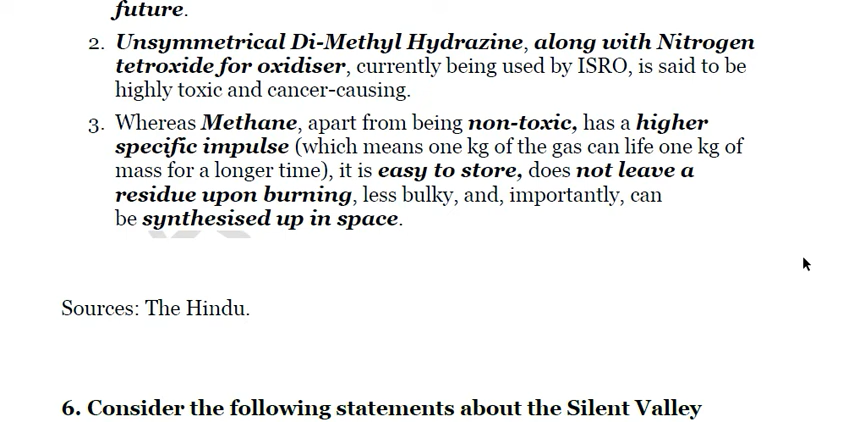 future.
2. Unsymmetrical Di-Methyl Hydrazine, along with Nitrogen
tetroxide for oxidiser, currently being used by ISRO, is said to be
highly toxic and cancer-causing.
3. Whereas Methane, apart from being non-toxic, has a higher
specific impulse (which means one kg of the gas can life one kg of
mass for a longer time), it is easy to store, does not leave a
residue upon burning, less bulky, and, importantly, can
be synthesised up in space.
Sources: The Hindu.
6. Consider the following statements about the Silent Valley